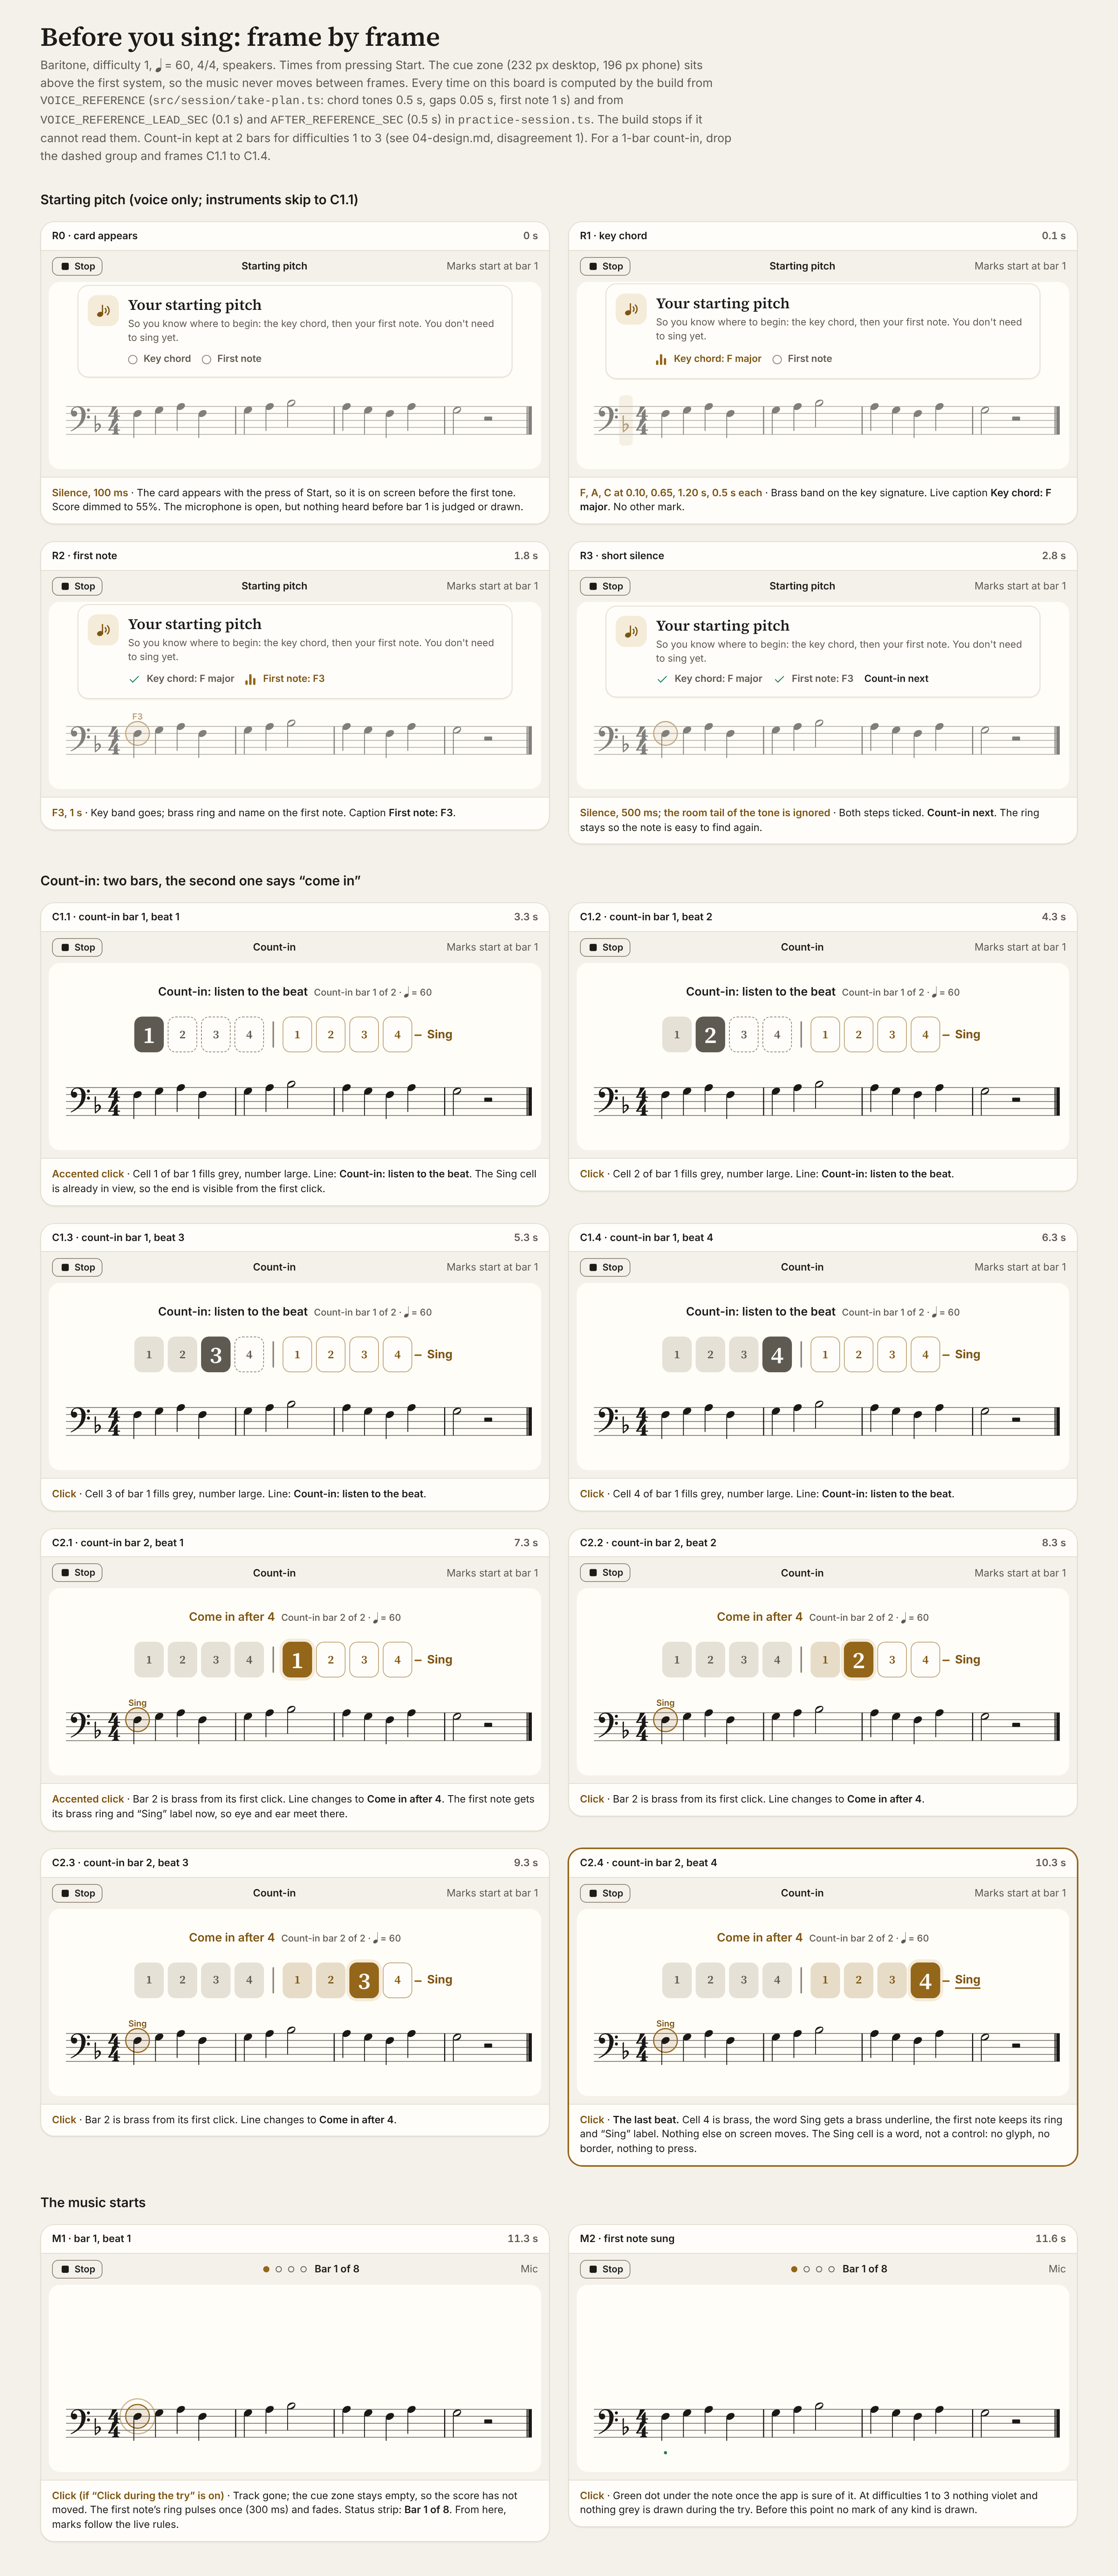 Before you sing: frame by frame
Baritone, difficulty 1, ♩ = 60, 4/4, speakers. Times from pressing Start. The cue zone (232 px desktop, 196 px phone) sits
above the first system, so the music never moves between frames. Every time on this board is computed by the build from
VOICE_REFERENCE (src/session/take-plan.ts: chord tones 0.5 s, gaps 0.05 s, first note 1 s) and from
VOICE_REFERENCE_LEAD_SEC (0.1 s) and AFTER_REFERENCE_SEC (0.5 s) in practice-session.ts. The build stops if it
cannot read them. Count-in kept at 2 bars for difficulties 1 to 3 (see 04-design.md, disagreement 1). For a 1-bar count-in, drop
the dashed group and frames C1.1 to C1.4.
Starting pitch (voice only; instruments skip to C1.1)
R0 · card appears 0 s
Stop Starting pitch Marks start at bar 1
Your starting pitch
So you know where to begin: the key chord, then your first note. You don't need
to sing yet.
Key chord First note
Silence, 100 ms · The card appears with the press of Start, so it is on screen before the first tone.
Score dimmed to 55%. The microphone is open, but nothing heard before bar 1 is judged or drawn.
R1 · key chord 0.1 s
Stop Starting pitch Marks start at bar 1
Your starting pitch
So you know where to begin: the key chord, then your first note. You don't need
to sing yet.
Key chord: F major First note
F, A, C at 0.10, 0.65, 1.20 s, 0.5 s each · Brass band on the key signature. Live caption Key chord: F
major. No other mark.
R2 · first note 1.8 s
Stop Starting pitch Marks start at bar 1
Your starting pitch
So you know where to begin: the key chord, then your first note. You don't need
to sing yet.
Key chord: F major First note: F3
F3
F3, 1 s · Key band goes; brass ring and name on the first note. Caption First note: F3.
R3 · short silence 2.8 s
Stop Starting pitch Marks start at bar 1
Your starting pitch
So you know where to begin: the key chord, then your first note. You don't need
to sing yet.
Key chord: F major First note: F3 Count-in next
Silence, 500 ms; the room tail of the tone is ignored · Both steps ticked. Count-in next. The ring
stays so the note is easy to find again.
Count-in: two bars, the second one says “come in”
C1.1 · count-in bar 1, beat 1 3.3 s
Stop Count-in Marks start at bar 1
Count-in: listen to the beat Count-in bar 1 of 2 · ♩ = 60
1 2 3 4 1 2 3 4 Sing
Accented click · Cell 1 of bar 1 fills grey, number large. Line: Count-in: listen to the beat. The Sing cell
is already in view, so the end is visible from the first click.
C1.2 · count-in bar 1, beat 2 4.3 s
Stop Count-in Marks start at bar 1
Count-in: listen to the beat Count-in bar 1 of 2 · ♩ = 60
1 2 3 4 1 2 3 4 Sing
Click · Cell 2 of bar 1 fills grey, number large. Line: Count-in: listen to the beat.
C1.3 · count-in bar 1, beat 3 5.3 s
Stop Count-in Marks start at bar 1
Count-in: listen to the beat Count-in bar 1 of 2 · ♩ = 60
1 2 3 4 1 2 3 4 Sing
Click · Cell 3 of bar 1 fills grey, number large. Line: Count-in: listen to the beat.
C1.4 · count-in bar 1, beat 4 6.3 s
Stop Count-in Marks start at bar 1
Count-in: listen to the beat Count-in bar 1 of 2 · ♩ = 60
1 2 3 4 1 2 3 4 Sing
Click · Cell 4 of bar 1 fills grey, number large. Line: Count-in: listen to the beat.
C2.1 · count-in bar 2, beat 1 7.3 s
Stop Count-in Marks start at bar 1
Come in after 4 Count-in bar 2 of 2 · ♩ = 60
1 2 3 4 1 2 3 4 Sing
Sing
Accented click · Bar 2 is brass from its first click. Line changes to Come in after 4. The first note gets
its brass ring and “Sing” label now, so eye and ear meet there.
C2.2 · count-in bar 2, beat 2 8.3 s
Stop Count-in Marks start at bar 1
Come in after 4 Count-in bar 2 of 2 · ♩ = 60
1 2 3 4 1 2 3 4 Sing
Sing
Click · Bar 2 is brass from its first click. Line changes to Come in after 4.
C2.3 · count-in bar 2, beat 3 9.3 s
Stop Count-in Marks start at bar 1
Come in after 4 Count-in bar 2 of 2 · ♩ = 60
1 2 3 4 1 2 3 4 Sing
Sing
Click · Bar 2 is brass from its first click. Line changes to Come in after 4.
C2.4 · count-in bar 2, beat 4 10.3 s
Stop Count-in Marks start at bar 1
Come in after 4 Count-in bar 2 of 2 · ♩ = 60
1 2 3 4 1 2 3 4 Sing
Sing
Click · The last beat. Cell 4 is brass, the word Sing gets a brass underline, the first note keeps its ring
and “Sing” label. Nothing else on screen moves. The Sing cell is a word, not a control: no glyph, no
border, nothing to press.
The music starts
M1 · bar 1, beat 1 11.3 s
Stop Bar 1 of 8 Mic
Click (if “Click during the try” is on) · Track gone; the cue zone stays empty, so the score has not
moved. The first note’s ring pulses once (300 ms) and fades. Status strip: Bar 1 of 8. From here,
marks follow the live rules.
M2 · first note sung 11.6 s
Stop Bar 1 of 8 Mic
Click · Green dot under the note once the app is sure of it. At difficulties 1 to 3 nothing violet and
nothing grey is drawn during the try. Before this point no mark of any kind is drawn.